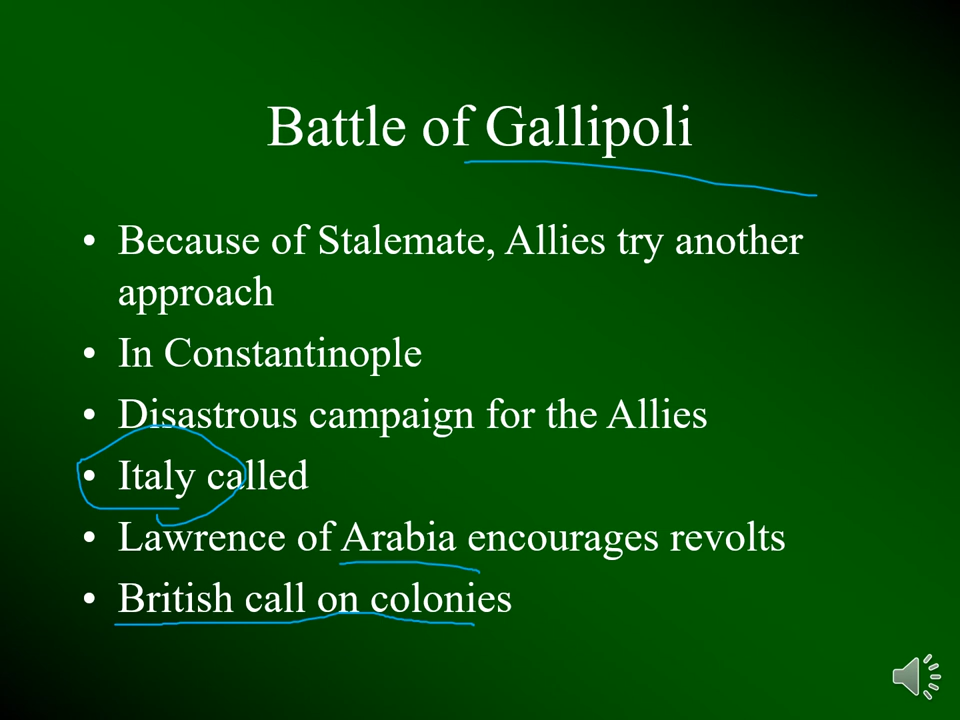 Battle of Gallipoli
• Because of Stalemate, Allies try another
approach
• In Constantinople
• Disastrous campaign for the Allies
• Italy called
• Lawrence of Arabia encourages revolts
• British call on colonies